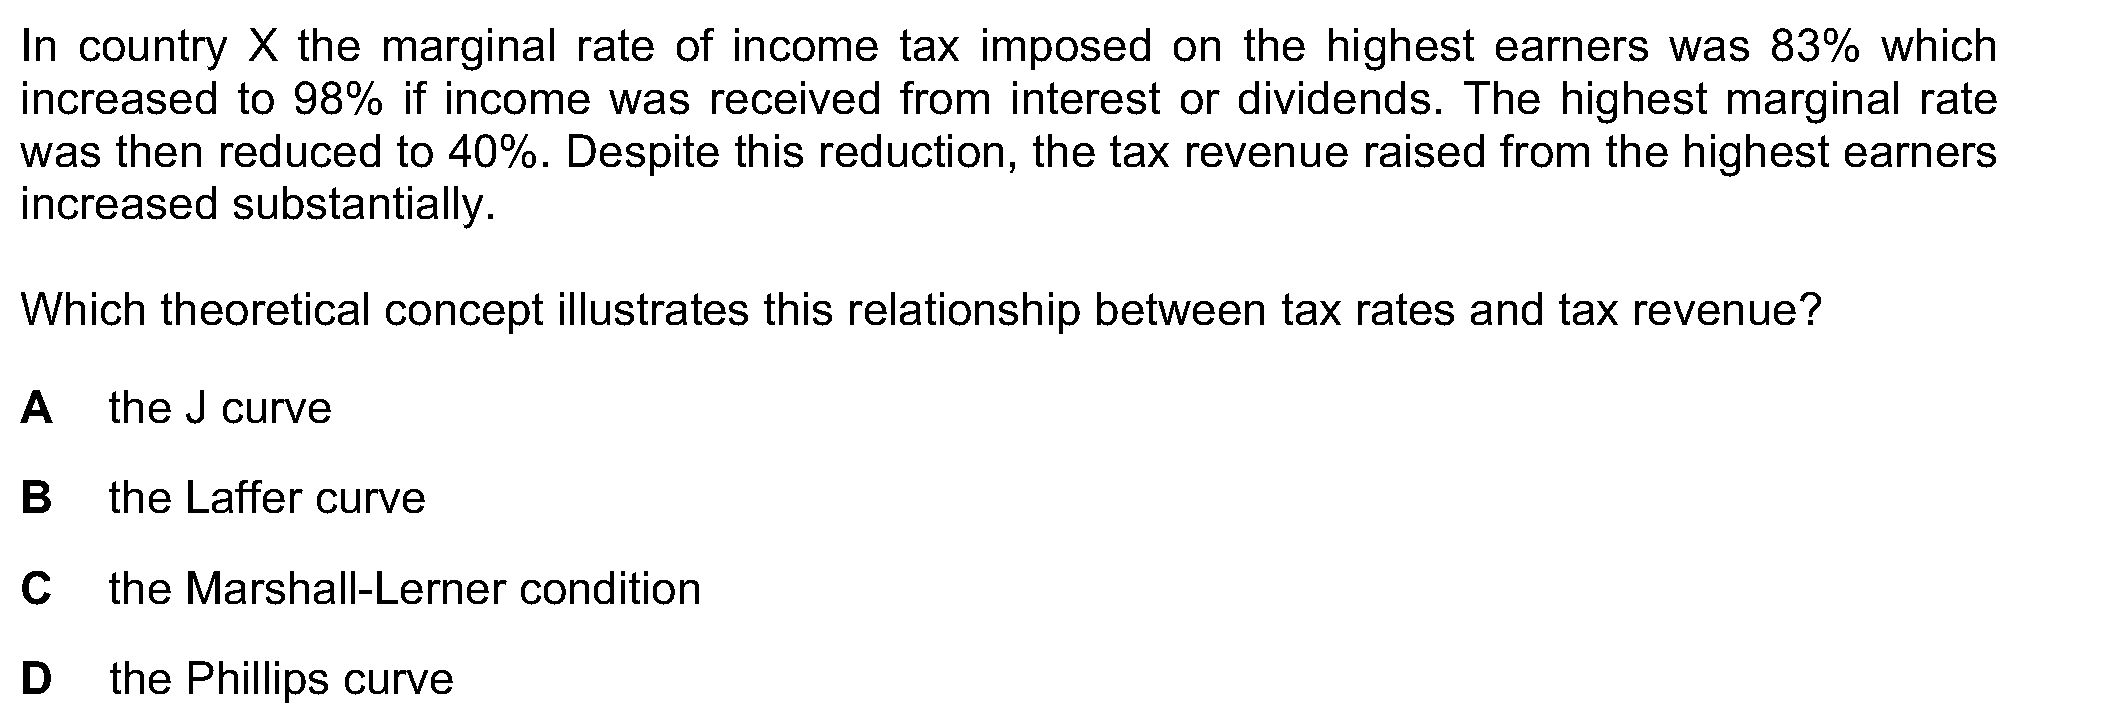 In country X the marginal rate of income tax imposed on the highest earners was 83% which
increased to 98% if income was received from interest or dividends. The highest marginal rate
was then reduced to 40%. Despite this reduction, the tax revenue raised from the highest earners
increased substantially.
Which theoretical concept illustrates this relationship between tax rates and tax revenue?
A the J curve
B the Laffer curve
C the Marshall-Lerner condition
D the Phillips curve